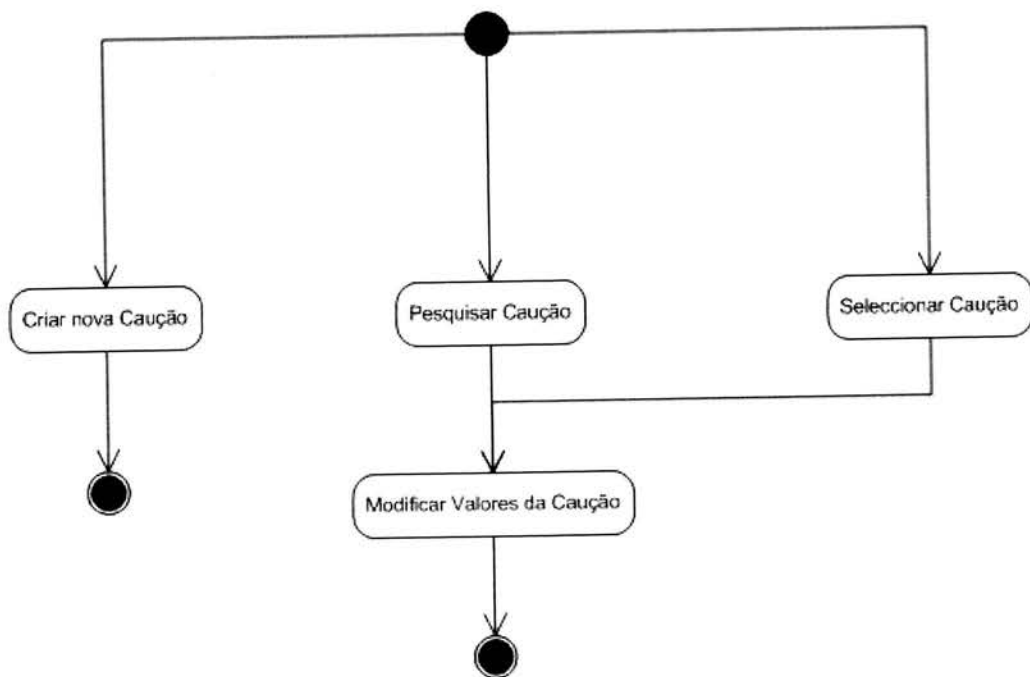 Criar nova Caução
Pesquisar Caução
Seleccionar Caução
Modificar Valores da Caução